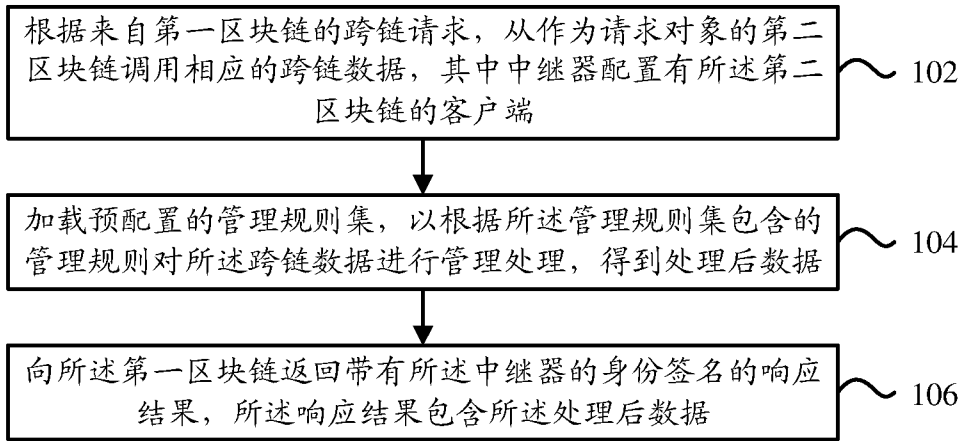 根据来自第一区块链的跨链请求，从作为请求对象的第二
区块链调用相应的跨链数据，其中中继器配置有所述第二
区块链的客户端
102
加载预配置的管理规则集，以根据所述管理规则集包含的
管理规则对所述跨链数据进行管理处理，得到处理后数据
104
向所述第一区块链返回带有所述中继器的身份签名的响应
结果，所述响应结果包含所述处理后数据
106